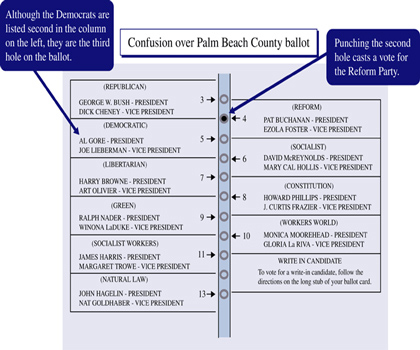 Although the Democrats are
listed second in the column
on the left, they are the third
hole on the ballot.
Confusion over Palm Beach County ballot
Punching the second
hole casts a vote for
the Reform Party.
(REPUBLICAN)
GEORGE W. BUSH - PRESIDENT
DICK CHENEY - VICE PRESIDENT
3
(DEMOCRATIC)
AL GORE - PRESIDENT
JOE LIEBERMAN - VICE PRESIDENT
5
(LIBERTARIAN)
HARRY BROWNE - PRESIDENT
ART OLIVIER - VICE PRESIDENT
7
(GREEN)
RALPH NADER - PRESIDENT
WINONA LaDUKE - VICE PRESIDENT
9
(SOCIALIST WORKERS)
JAMES HARRIS - PRESIDENT
MARGARET TROWE - VICE PRESIDENT
11
(NATURAL LAW)
JOHN HAGELIN - PRESIDENT
NAT GOLDHABER - VICE PRESIDENT
13
(REFORM)
4
PAT BUCHANAN - PRESIDENT
EZOLA FOSTER - VICE PRESIDENT
(SOCIALIST)
6
DAVID McREYNOLDS - PRESIDENT
MARY CAL HOLLIS - VICE PRESIDENT
(CONSTITUTION)
8
HOWARD PHILLIPS - PRESIDENT
J. CURTIS FRAZIER - VICE PRESIDENT
(WORKERS WORLD)
10
MONICA MOOREHEAD - PRESIDENT
GLORIA La RIVA - VICE PRESIDENT
WRITE IN CANDIDATE
To vote for a write-in candidate, follow the
directions on the long stub of your ballot card.